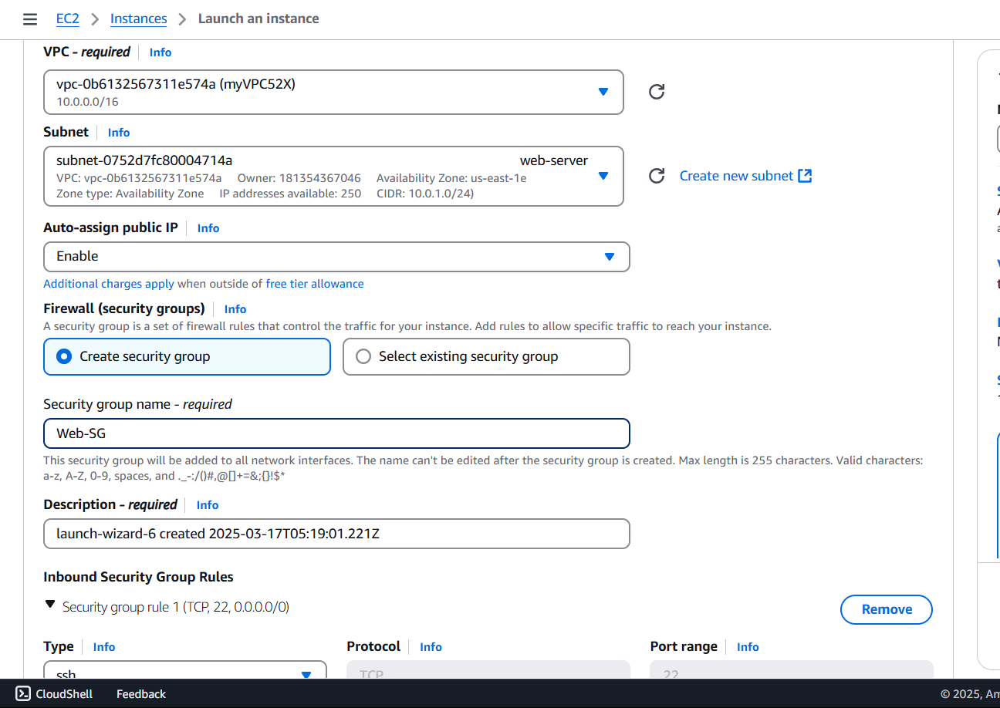 EC2 > Instances > Launch an instance
VPC - required Info
vpc-0b6132567311e574a (myVPC52X)
10.0.0.0/16
Subnet Info
subnet-0752d7fc80004714a web-server
VPC: vpc-0b6132567311e574a Owner: 181354367046 Availability Zone: us-east-1e
Zone type: Availability Zone IP addresses available: 250 CIDR: 10.0.1.0/24)
Create new subnet
Auto-assign public IP Info
Enable
Additional charges apply when outside of free tier allowance
Firewall (security groups) Info
A security group is a set of firewall rules that control the traffic for your instance. Add rules to allow specific traffic to reach your instance.
Create security group Select existing security group
Security group name - required
Web-SG
This security group will be added to all network interfaces. The name can't be edited after the security group is created. Max length is 255 characters. Valid characters:
a-z, A-Z, 0-9, spaces, and ._-:/()#,@[]+=&;{}!$*
Description - required Info
launch-wizard-6 created 2025-03-17T05:19:01.221Z
Inbound Security Group Rules
Security group rule 1 (TCP, 22, 0.0.0.0/0)
Remove
Type Info Protocol Info Port range Info
ssh TCP 22
CloudShell Feedback © 2025,